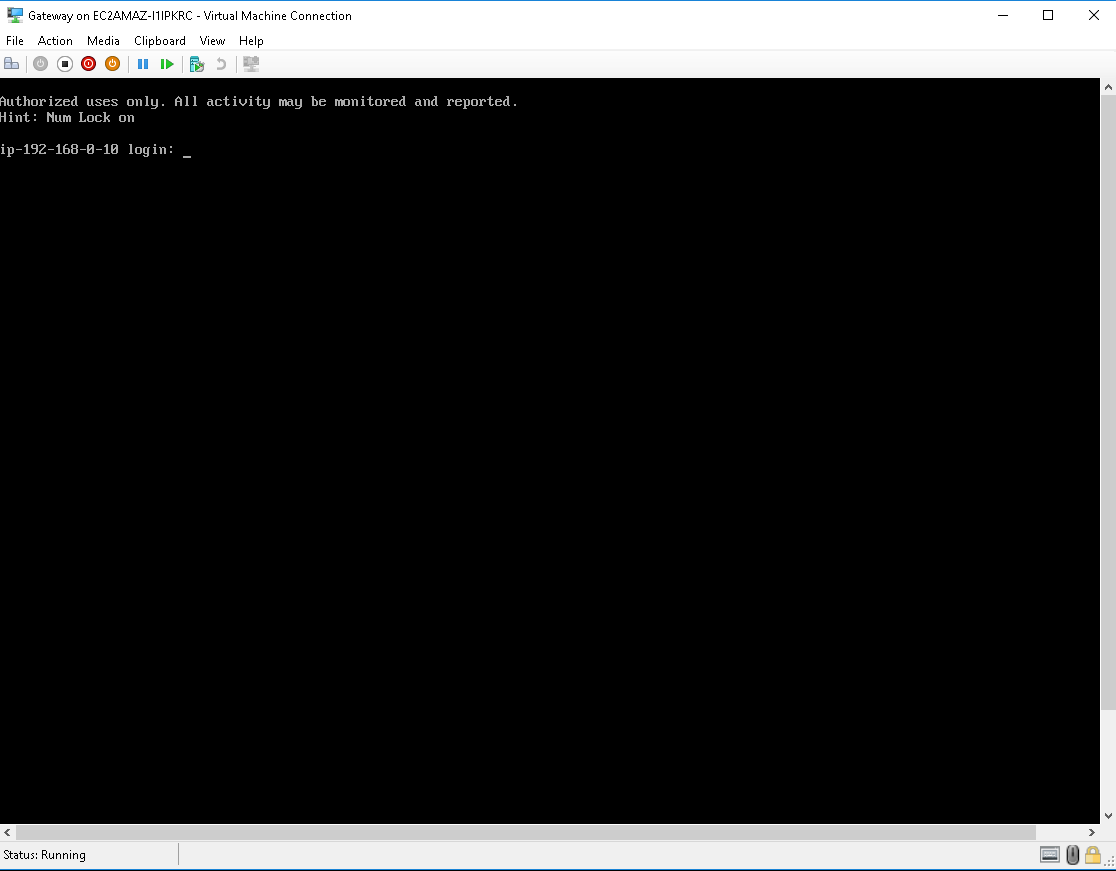 Gateway on EC2AMAZ-I1IPKRC - Virtual Machine Connection
File Action Media Clipboard View Help
Authorized uses only. All activity may be monitored and reported.
Hint: Num Lock on
ip-192-168-0-10 login: _
Status: Running